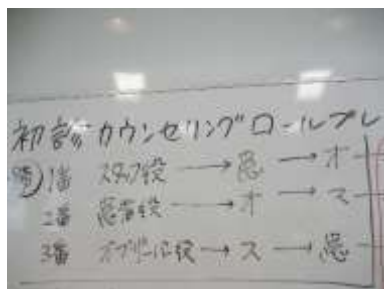 初診カウンセリングロールプレ
1番 スタッフ役 → 患 → オ
2番 患者役 → オ → マ
3番 オブザーバー役 → ス → 患